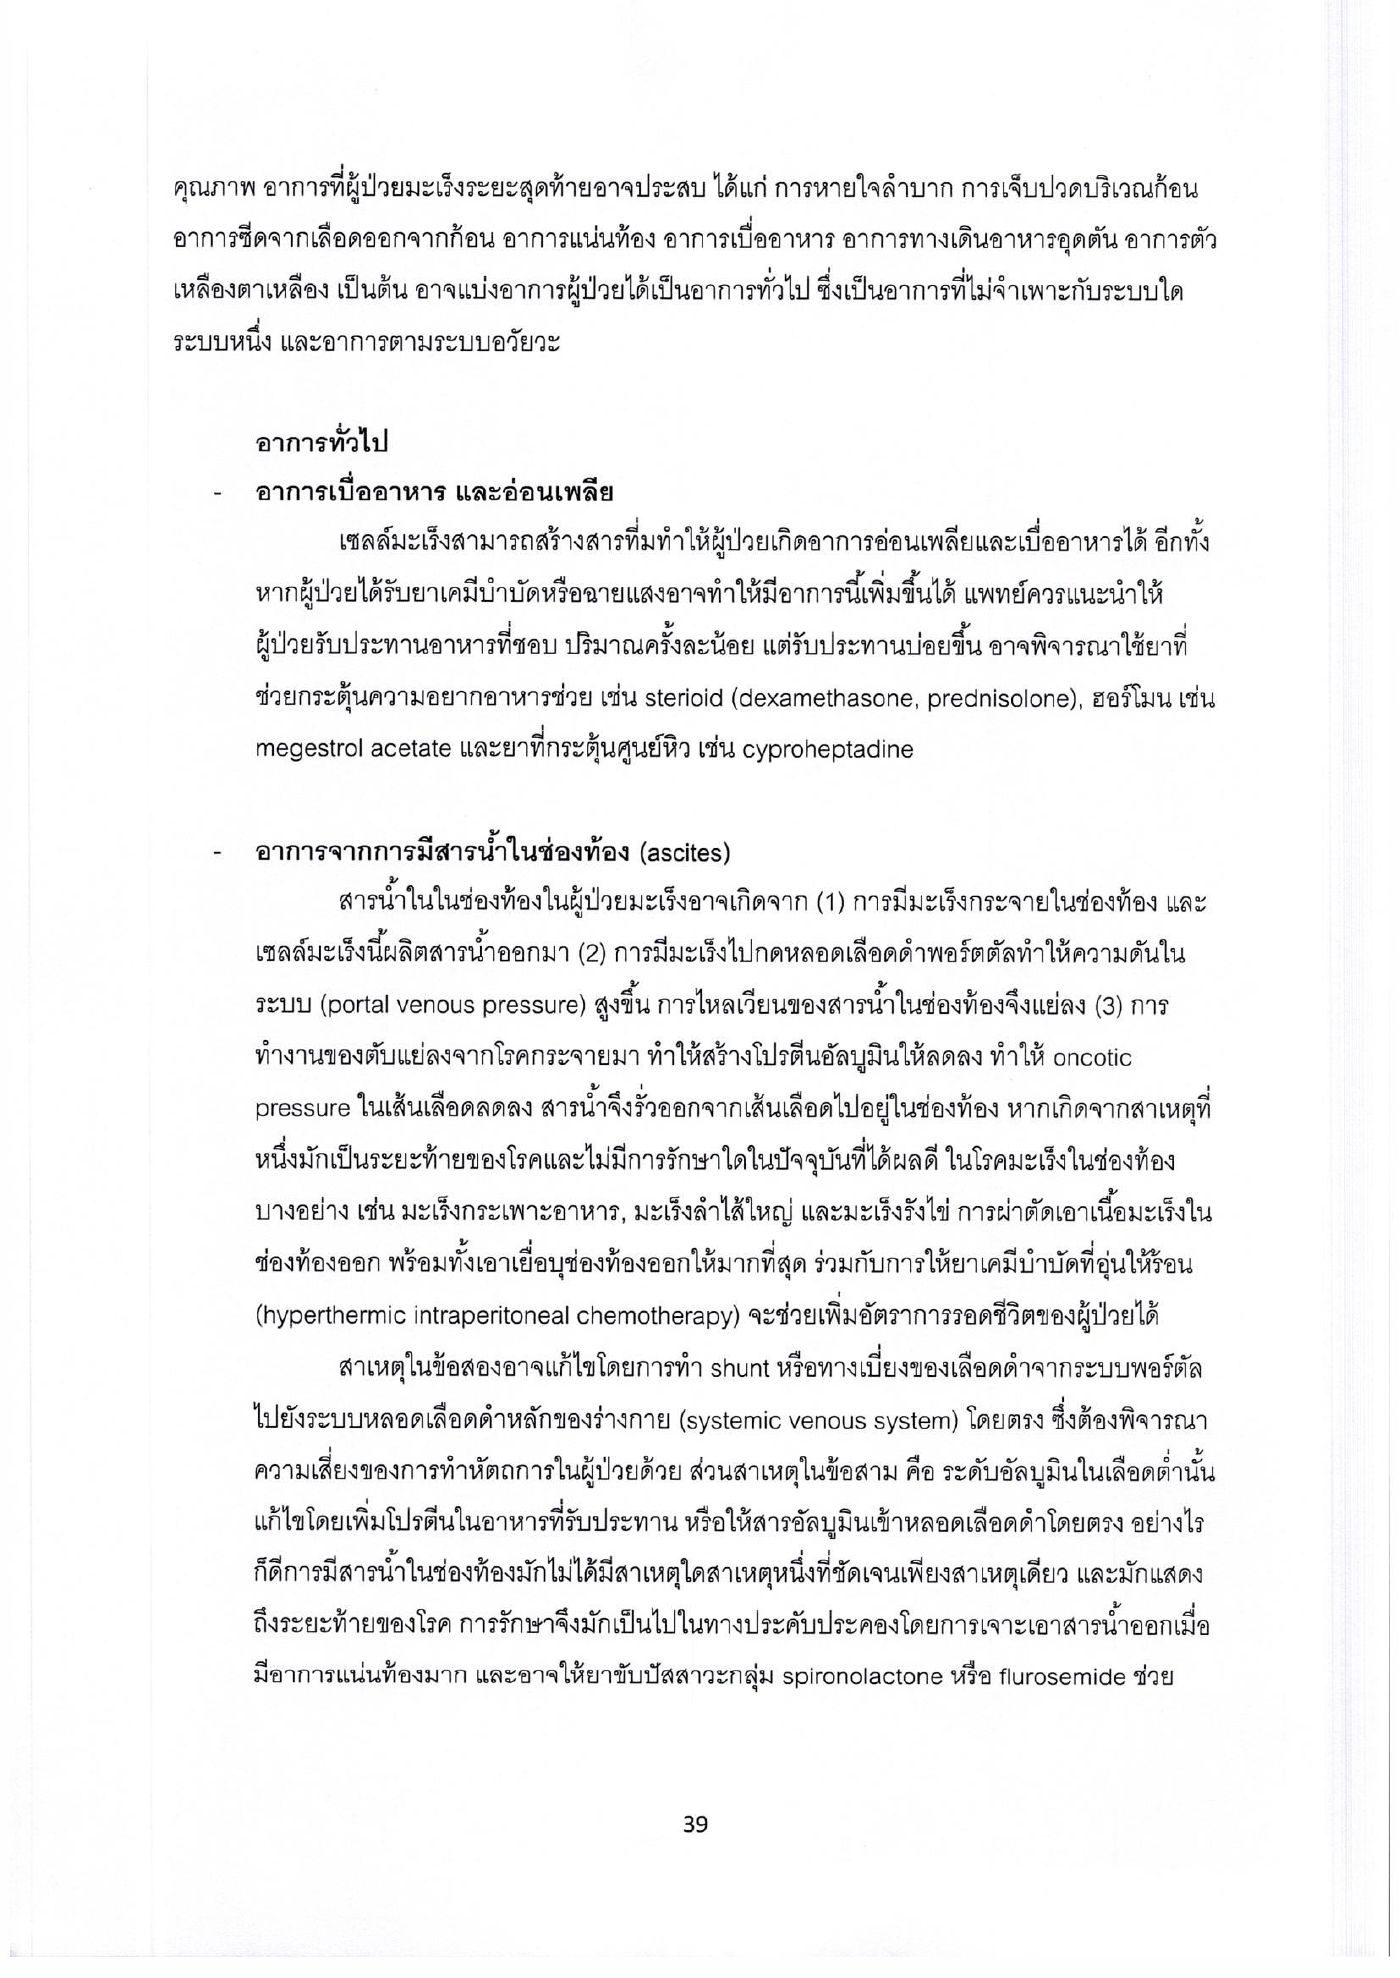 คุณภาพ อาการที่ผู้ป่วยมะเร็งระยะสุดท้ายอาจประสบ ได้แก่ การหายใจลำบาก การเจ็บปวดบริเวณก้อน
อาการซีดจากเลือดออกจากก้อน อาการแน่นท้อง อาการเบื่ออาหาร อาการทางเดินอาหารอุดตัน อาการตัว
เหลืองตาเหลือง เป็นต้น อาจแบ่งอาการผู้ป่วยได้เป็นอาการทั่วไป ซึ่งเป็นอาการที่ไม่จำเพาะกับระบบใด
ระบบหนึ่ง และอาการตามระบบอวัยวะ
อาการทั่วไป
- อาการเบื่ออาหาร และอ่อนเพลีย
เซลล์มะเร็งสามารถสร้างสารที่มทำให้ผู้ป่วยเกิดอาการอ่อนเพลียและเบื่ออาหารได้ อีกทั้ง
หากผู้ป่วยได้รับยาเคมีบำบัดหรือฉายแสงอาจทำให้มีอาการนี้เพิ่มขึ้นได้ แพทย์ควรแนะนำให้
ผู้ป่วยรับประทานอาหารที่ชอบ ปริมาณครั้งละน้อย แต่รับประทานบ่อยขึ้น อาจพิจารณาใช้ยาที่
ช่วยกระตุ้นความอยากอาหารช่วย เช่น sterioid (dexamethasone, prednisolone), ฮอร์โมน เช่น
megestrol acetate และยาที่กระตุ้นศูนย์หิว เช่น cyproheptadine
- อาการจากการมีสารน้ำในช่องท้อง (ascites)
สารน้ำในในช่องท้องในผู้ป่วยมะเร็งอาจเกิดจาก (1) การมีมะเร็งกระจายในช่องท้อง และ
เซลล์มะเร็งนี้ผลิตสารน้ำออกมา (2) การมีมะเร็งไปกดหลอดเลือดดำพอร์ตตัลทำให้ความดันใน
ระบบ (portal venous pressure) สูงขึ้น การไหลเวียนของสารน้ำในช่องท้องจึงแย่ลง (3) การ
ทำงานของตับแย่ลงจากโรคกระจายมา ทำให้สร้างโปรตีนอัลบูมินให้ลดลง ทำให้ oncotic
pressure ในเส้นเลือดลดลง สารน้ำจึงรั่วออกจากเส้นเลือดไปอยู่ในช่องท้อง หากเกิดจากสาเหตุที่
หนึ่งมักเป็นระยะท้ายของโรคและไม่มีการรักษาใดในปัจจุบันที่ได้ผลดี ในโรคมะเร็งในช่องท้อง
บางอย่าง เช่น มะเร็งกระเพาะอาหาร, มะเร็งลำไส้ใหญ่ และมะเร็งรังไข่ การผ่าตัดเอาเนื้อมะเร็งใน
ช่องท้องออก พร้อมทั้งเอาเยื่อบุช่องท้องออกให้มากที่สุด ร่วมกับการให้ยาเคมีบำบัดที่อุ่นให้ร้อน
(hyperthermic intraperitoneal chemotherapy) จะช่วยเพิ่มอัตราการรอดชีวิตของผู้ป่วยได้
สาเหตุในข้อสองอาจแก้ไขโดยการทำ shunt หรือทางเบี่ยงของเลือดดำจากระบบพอร์ตัล
ไปยังระบบหลอดเลือดดำหลักของร่างกาย (systemic venous system) โดยตรง ซึ่งต้องพิจารณา
ความเสี่ยงของการทำหัตถการในผู้ป่วยด้วย ส่วนสาเหตุในข้อสาม คือ ระดับอัลบูมินในเลือดต่ำนั้น
แก้ไขโดยเพิ่มโปรตีนในอาหารที่รับประทาน หรือให้สารอัลบูมินเข้าหลอดเลือดดำโดยตรง อย่างไร
ก็ดีการมีสารน้ำในช่องท้องมักไม่ได้มีสาเหตุใดสาเหตุหนึ่งที่ชัดเจนเพียงสาเหตุเดียว และมักแสดง
ถึงระยะท้ายของโรค การรักษาจึงมักเป็นไปในทางประคับประคองโดยการเจาะเอาสารน้ำออกเมื่อ
มีอาการแน่นท้องมาก และอาจให้ยาขับปัสสาวะกลุ่ม spironolactone หรือ flurosemide ช่วย
39